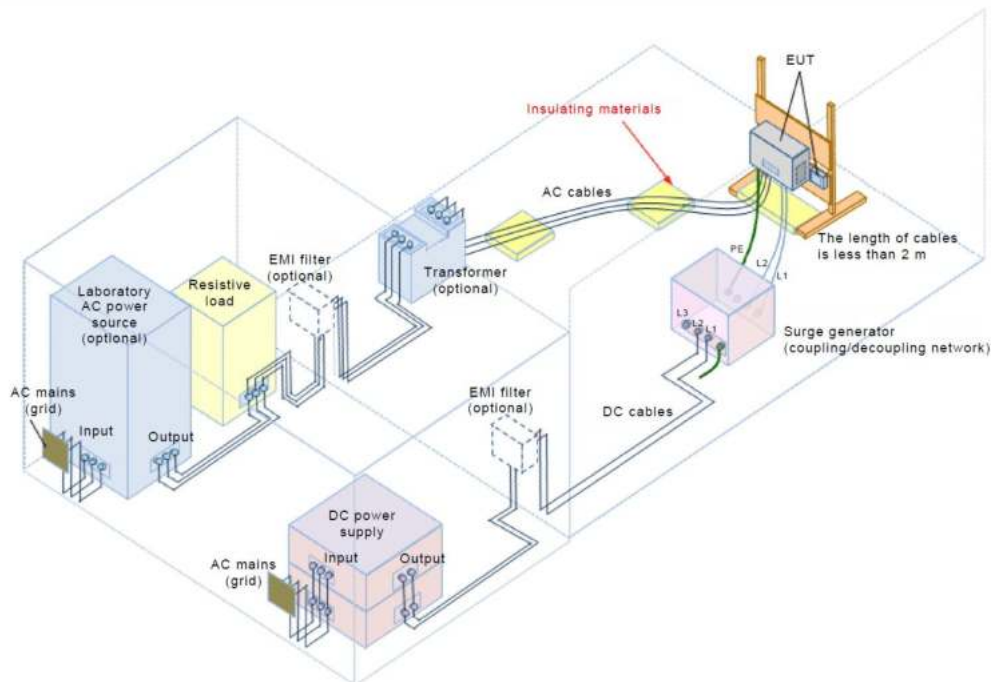 EUT
Insulating materials
AC cables
The length of cables
is less than 2 m
PE
L2
L1
EMI filter
(optional)
Transformer
(optional)
Laboratory
AC power
source
(optional)
Resistive
load
L3
L2
L1
Surge generator
(coupling/decoupling network)
AC mains
(grid)
Input
Output
EMI filter
(optional)
DC cables
DC power
supply
AC mains
(grid)
Input
Output